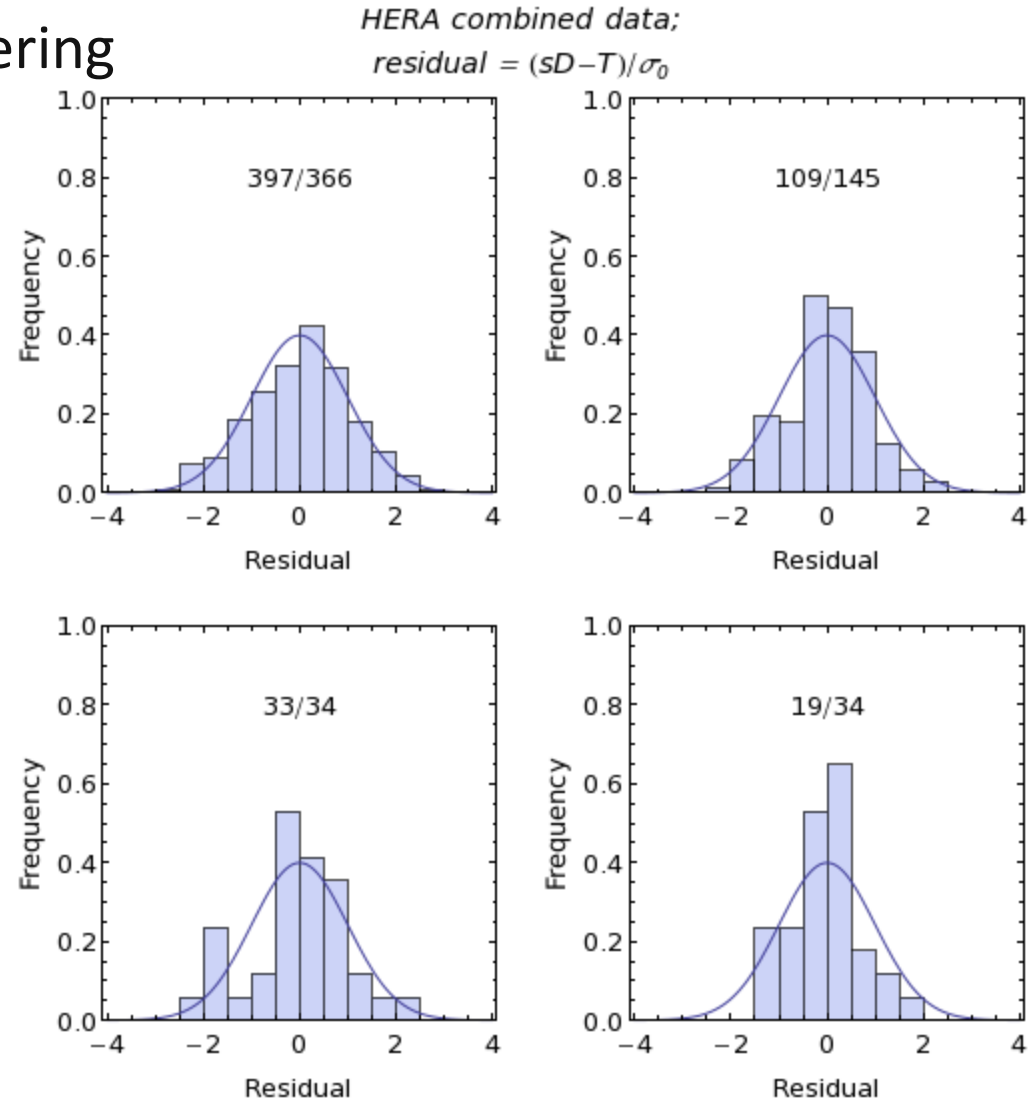 ering
HERA combined data;
residual = (sD−T)/σ₀
1.0
0.8
0.6
0.4
0.2
0.0
Frequency
397/366
−4 −2 0 2 4
Residual
1.0
0.8
0.6
0.4
0.2
0.0
Frequency
109/145
−4 −2 0 2 4
Residual
1.0
0.8
0.6
0.4
0.2
0.0
Frequency
33/34
−4 −2 0 2 4
Residual
1.0
0.8
0.6
0.4
0.2
0.0
Frequency
19/34
−4 −2 0 2 4
Residual